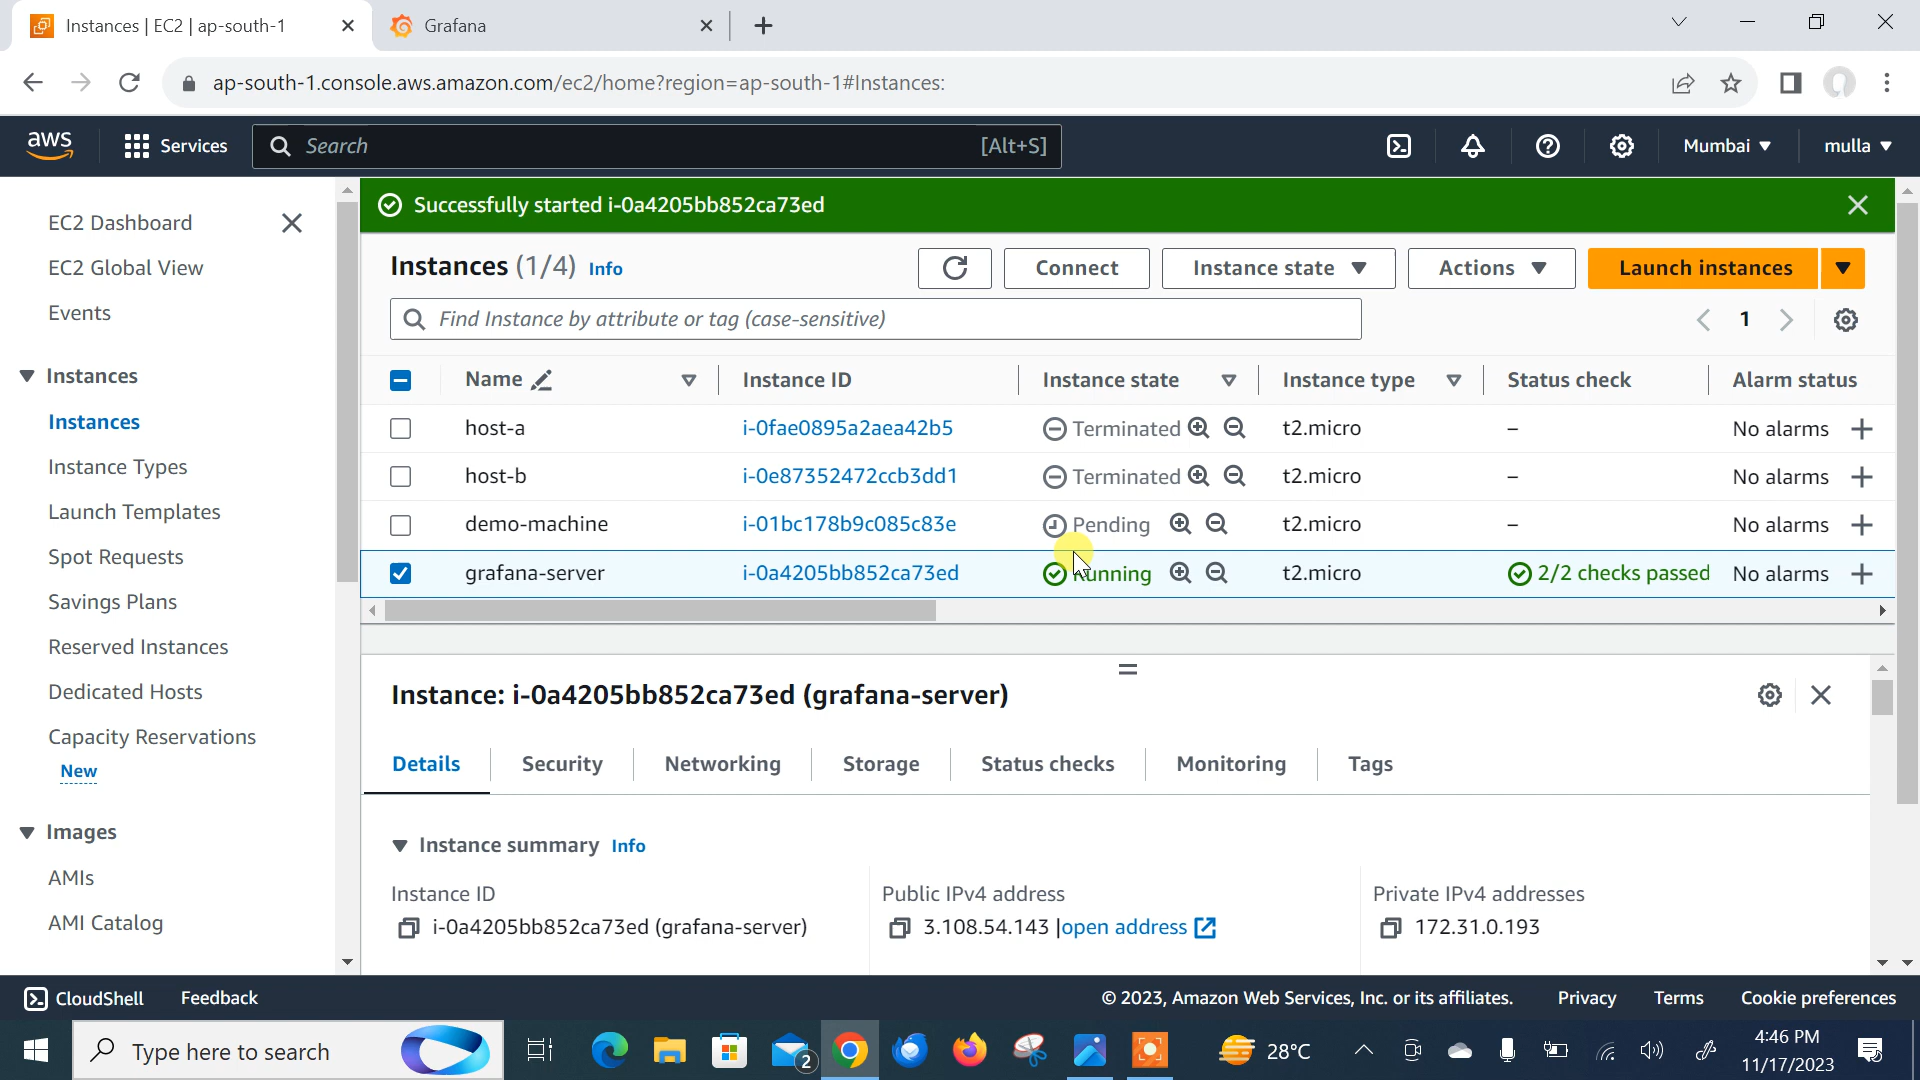 Instances | EC2 | ap-south-1
Grafana
ap-south-1.console.aws.amazon.com/ec2/home?region=ap-south-1#Instances:
aws
Services
Search
[Alt+S]
Mumbai
mulla
EC2 Dashboard
EC2 Global View
Events
Instances
Instances
Instance Types
Launch Templates
Spot Requests
Savings Plans
Reserved Instances
Dedicated Hosts
Capacity Reservations
New
Images
AMIs
AMI Catalog
Successfully started i-0a4205bb852ca73ed
Instances (1/4) Info
Connect
Instance state
Actions
Launch instances
Find Instance by attribute or tag (case-sensitive)
1
Name Instance ID Instance state Instance type Status check Alarm status
host-a i-0fae0895a2aea42b5 Terminated t2.micro – No alarms
host-b i-0e87352472ccb3dd1 Terminated t2.micro – No alarms
demo-machine i-01bc178b9c085c83e Pending t2.micro – No alarms
grafana-server i-0a4205bb852ca73ed Running t2.micro 2/2 checks passed No alarms
Instance: i-0a4205bb852ca73ed (grafana-server)
Details Security Networking Storage Status checks Monitoring Tags
Instance summary Info
Instance ID
i-0a4205bb852ca73ed (grafana-server)
Public IPv4 address
3.108.54.143 |open address
Private IPv4 addresses
172.31.0.193
CloudShell Feedback
© 2023, Amazon Web Services, Inc. or its affiliates. Privacy Terms Cookie preferences
Type here to search
2
28°C
4:46 PM
11/17/2023